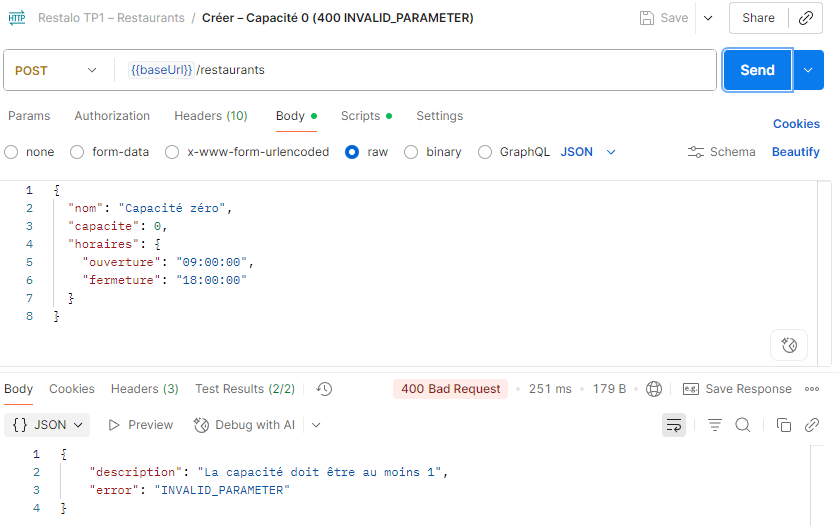 HTTP Restalo TP1 – Restaurants / Créer – Capacité 0 (400 INVALID_PARAMETER) Save Share
POST {{baseUrl}} /restaurants Send
Params Authorization Headers (10) Body Scripts Settings Cookies
none form-data x-www-form-urlencoded raw binary GraphQL JSON Schema Beautify
1 {
2 "nom": "Capacité zéro",
3 "capacite": 0,
4 "horaires": {
5 "ouverture": "09:00:00",
6 "fermeture": "18:00:00"
7 }
8 }
Body Cookies Headers (3) Test Results (2/2) 400 Bad Request • 251 ms • 179 B • e.g. Save Response
{} JSON Preview Debug with AI
1 {
2 "description": "La capacité doit être au moins 1",
3 "error": "INVALID_PARAMETER"
4 }